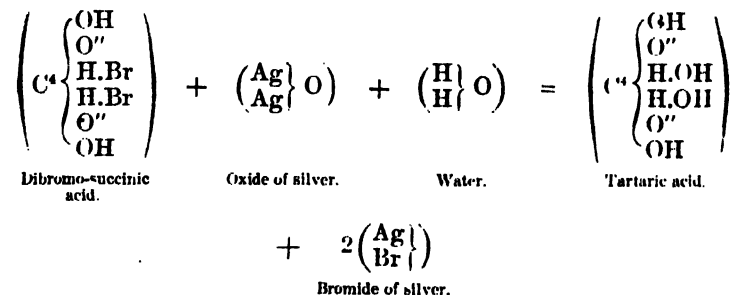 ( C⁴ { OH O″ H.Br H.Br O″ OH ) + ( Ag Ag } O ) + ( H H } O ) = ( C⁴ { OH O″ H.OH H.OH O″ OH )
Dibromo-succinic acid. Oxide of silver. Water. Tartaric acid.
+ 2 ( Ag Br } )
Bromide of silver.